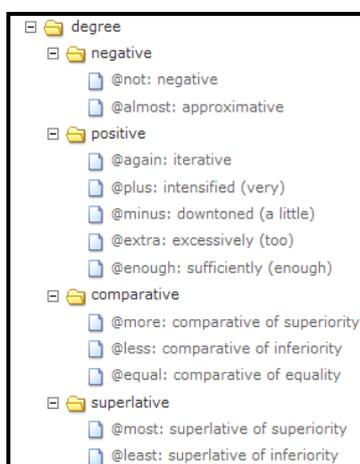 degree
negative
@not: negative
@almost: approximative
positive
@again: iterative
@plus: intensified (very)
@minus: downtoned (a little)
@extra: excessively (too)
@enough: sufficiently (enough)
comparative
@more: comparative of superiority
@less: comparative of inferiority
@equal: comparative of equality
superlative
@most: superlative of superiority
@least: superlative of inferiority